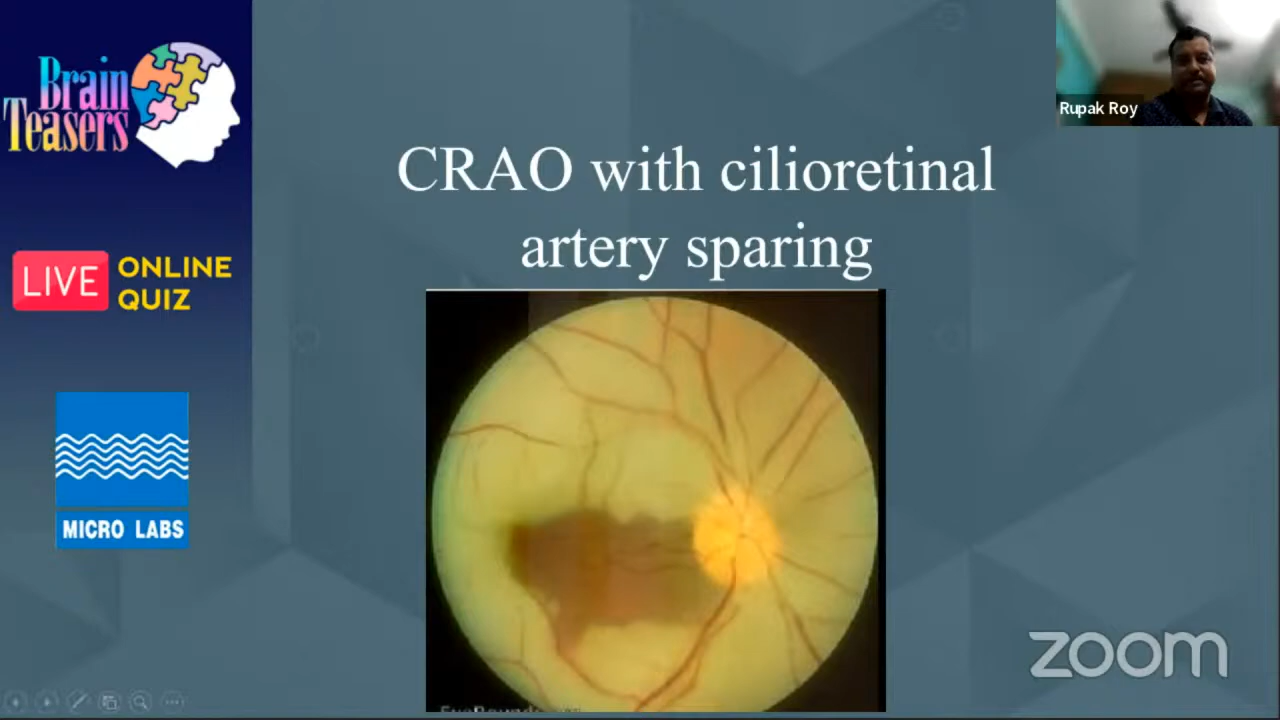 Brain
Teasers
LIVE ONLINE
QUIZ
MICRO LABS
CRAO with cilioretinal
artery sparing
Rupak Roy
zoom